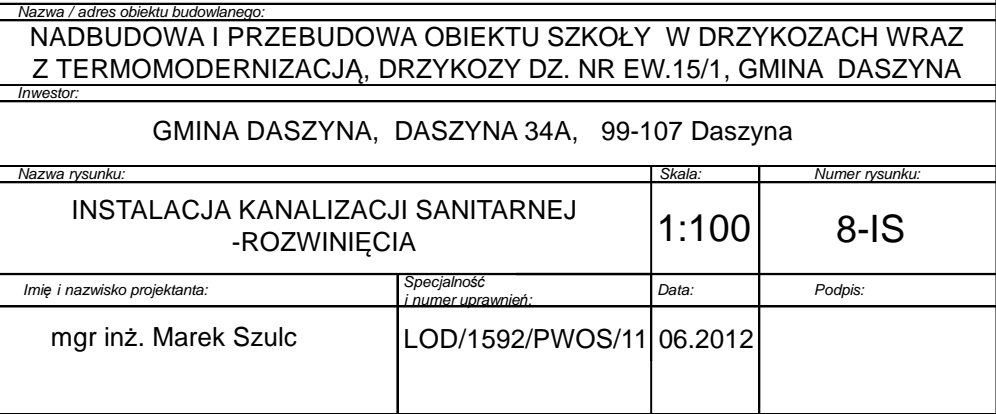 Nazwa / adres obiektu budowlanego:
NADBUDOWA I PRZEBUDOWA OBIEKTU SZKOŁY W DRZYKOZACH WRAZ
Z TERMOMODERNIZACJĄ, DRZYKOZY DZ. NR EW.15/1, GMINA DASZYNA
Inwestor:
GMINA DASZYNA, DASZYNA 34A, 99-107 Daszyna
Nazwa rysunku:
INSTALACJA KANALIZACJI SANITARNEJ
-ROZWINIĘCIA
Skala:
1:100
Numer rysunku:
8-IS
Imię i nazwisko projektanta:
mgr inż. Marek Szulc
Specjalność
i numer uprawnień:
LOD/1592/PWOS/11
Data:
06.2012
Podpis: